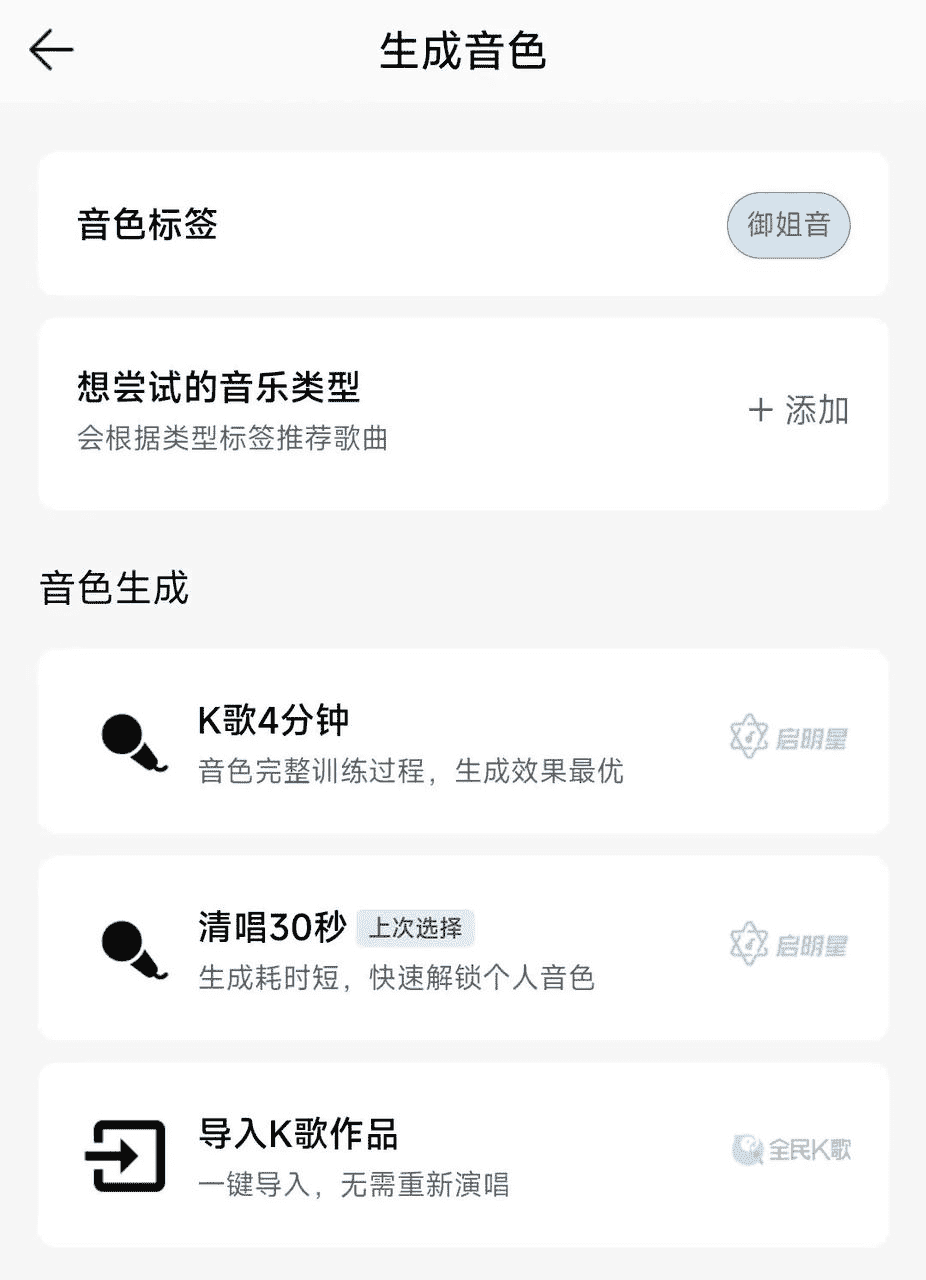 生成音色
音色标签
御姐音
想尝试的音乐类型
会根据类型标签推荐歌曲
+ 添加
音色生成
K歌4分钟
音色完整训练过程，生成效果最优
启明星
清唱30秒 上次选择
生成耗时短，快速解锁个人音色
启明星
导入K歌作品
一键导入，无需重新演唱
全民K歌